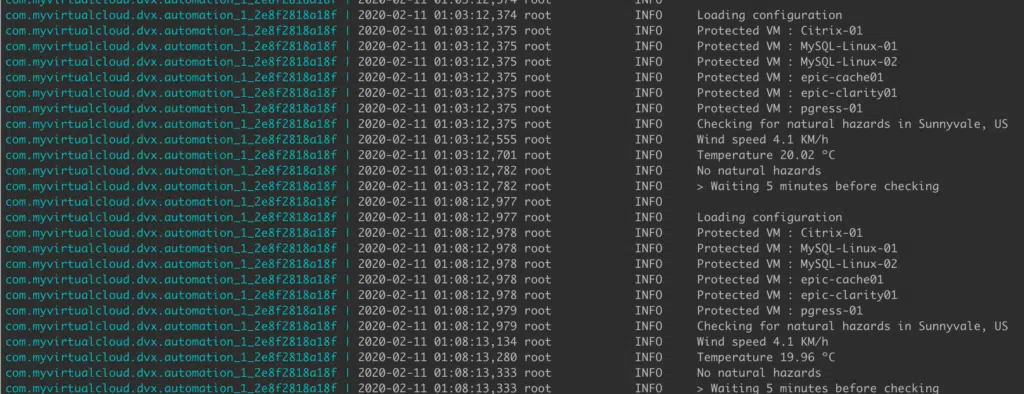 com.myvirtualcloud.dvx.automation_1_2e8f2818a18f | 2020-02-11 01:03:12,374 root INFO
com.myvirtualcloud.dvx.automation_1_2e8f2818a18f | 2020-02-11 01:03:12,374 root INFO Loading configuration
com.myvirtualcloud.dvx.automation_1_2e8f2818a18f | 2020-02-11 01:03:12,375 root INFO Protected VM : Citrix-01
com.myvirtualcloud.dvx.automation_1_2e8f2818a18f | 2020-02-11 01:03:12,375 root INFO Protected VM : MySQL-Linux-01
com.myvirtualcloud.dvx.automation_1_2e8f2818a18f | 2020-02-11 01:03:12,375 root INFO Protected VM : MySQL-Linux-02
com.myvirtualcloud.dvx.automation_1_2e8f2818a18f | 2020-02-11 01:03:12,375 root INFO Protected VM : epic-cache01
com.myvirtualcloud.dvx.automation_1_2e8f2818a18f | 2020-02-11 01:03:12,375 root INFO Protected VM : epic-clarity01
com.myvirtualcloud.dvx.automation_1_2e8f2818a18f | 2020-02-11 01:03:12,375 root INFO Protected VM : pgress-01
com.myvirtualcloud.dvx.automation_1_2e8f2818a18f | 2020-02-11 01:03:12,375 root INFO Checking for natural hazards in Sunnyvale, US
com.myvirtualcloud.dvx.automation_1_2e8f2818a18f | 2020-02-11 01:03:12,555 root INFO Wind speed 4.1 KM/h
com.myvirtualcloud.dvx.automation_1_2e8f2818a18f | 2020-02-11 01:03:12,701 root INFO Temperature 20.02 ºC
com.myvirtualcloud.dvx.automation_1_2e8f2818a18f | 2020-02-11 01:03:12,782 root INFO No natural hazards
com.myvirtualcloud.dvx.automation_1_2e8f2818a18f | 2020-02-11 01:03:12,782 root INFO > Waiting 5 minutes before checking
com.myvirtualcloud.dvx.automation_1_2e8f2818a18f | 2020-02-11 01:08:12,977 root INFO
com.myvirtualcloud.dvx.automation_1_2e8f2818a18f | 2020-02-11 01:08:12,977 root INFO Loading configuration
com.myvirtualcloud.dvx.automation_1_2e8f2818a18f | 2020-02-11 01:08:12,978 root INFO Protected VM : Citrix-01
com.myvirtualcloud.dvx.automation_1_2e8f2818a18f | 2020-02-11 01:08:12,978 root INFO Protected VM : MySQL-Linux-01
com.myvirtualcloud.dvx.automation_1_2e8f2818a18f | 2020-02-11 01:08:12,978 root INFO Protected VM : MySQL-Linux-02
com.myvirtualcloud.dvx.automation_1_2e8f2818a18f | 2020-02-11 01:08:12,978 root INFO Protected VM : epic-cache01
com.myvirtualcloud.dvx.automation_1_2e8f2818a18f | 2020-02-11 01:08:12,978 root INFO Protected VM : epic-clarity01
com.myvirtualcloud.dvx.automation_1_2e8f2818a18f | 2020-02-11 01:08:12,979 root INFO Protected VM : pgress-01
com.myvirtualcloud.dvx.automation_1_2e8f2818a18f | 2020-02-11 01:08:12,979 root INFO Checking for natural hazards in Sunnyvale, US
com.myvirtualcloud.dvx.automation_1_2e8f2818a18f | 2020-02-11 01:08:13,134 root INFO Wind speed 4.1 KM/h
com.myvirtualcloud.dvx.automation_1_2e8f2818a18f | 2020-02-11 01:08:13,280 root INFO Temperature 19.96 ºC
com.myvirtualcloud.dvx.automation_1_2e8f2818a18f | 2020-02-11 01:08:13,333 root INFO No natural hazards
com.myvirtualcloud.dvx.automation_1_2e8f2818a18f | 2020-02-11 01:08:13,333 root INFO > Waiting 5 minutes before checking